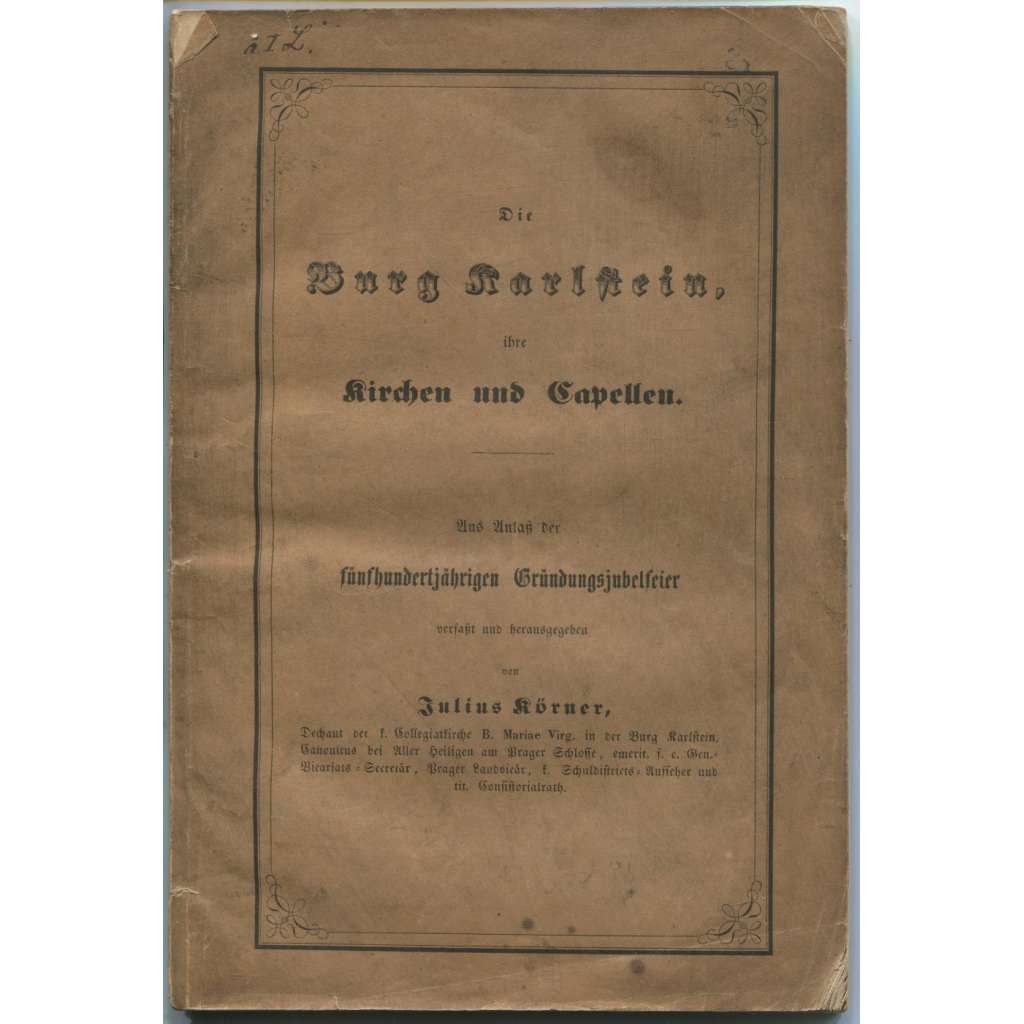 Die
Burg Karlstein,
ihre
Kirchen und Capellen.
Aus Anlaß der
fünfhundertjährigen Gründungsjubelfeier
verfaßt und herausgegeben
von
Julius Körner,
Dechant der k. Collegiatkirche B. Mariae Virg. in der Burg Karlstein,
Canonicus bei Aller Heiligen am Prager Schlosse, emerit. f. e. Gen.-
Vicariats-Secretär, Prager Landvicär, k. Schuldistricts-Aufseher und
tit. Consistorialrath.